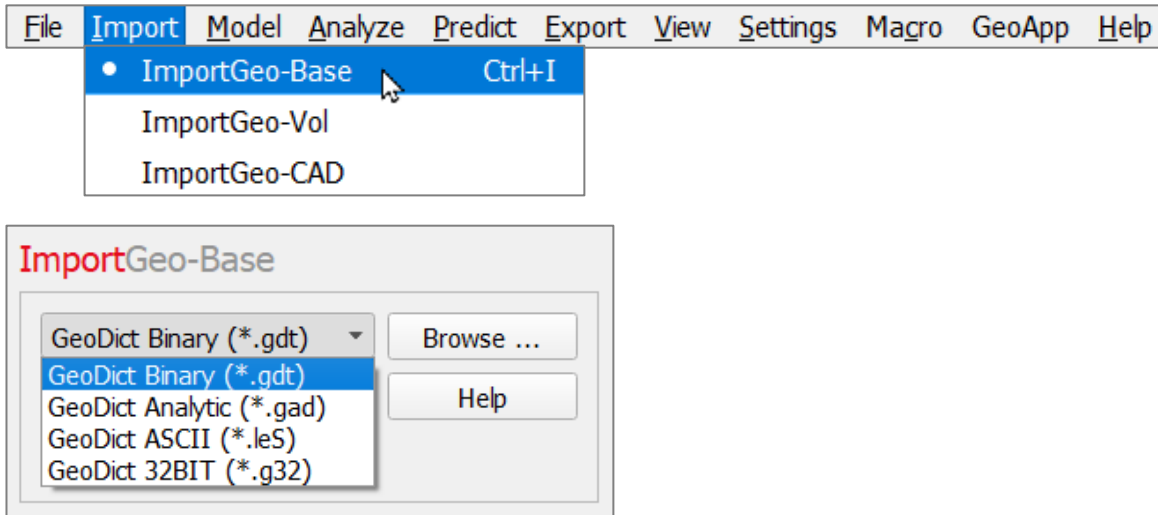 File Import Model Analyze Predict Export View Settings Macro GeoApp Help
ImportGeo-Base Ctrl+I
ImportGeo-Vol
ImportGeo-CAD
ImportGeo-Base
GeoDict Binary (*.gdt) Browse ...
GeoDict Binary (*.gdt)
GeoDict Analytic (*.gad) Help
GeoDict ASCII (*.leS)
GeoDict 32BIT (*.g32)